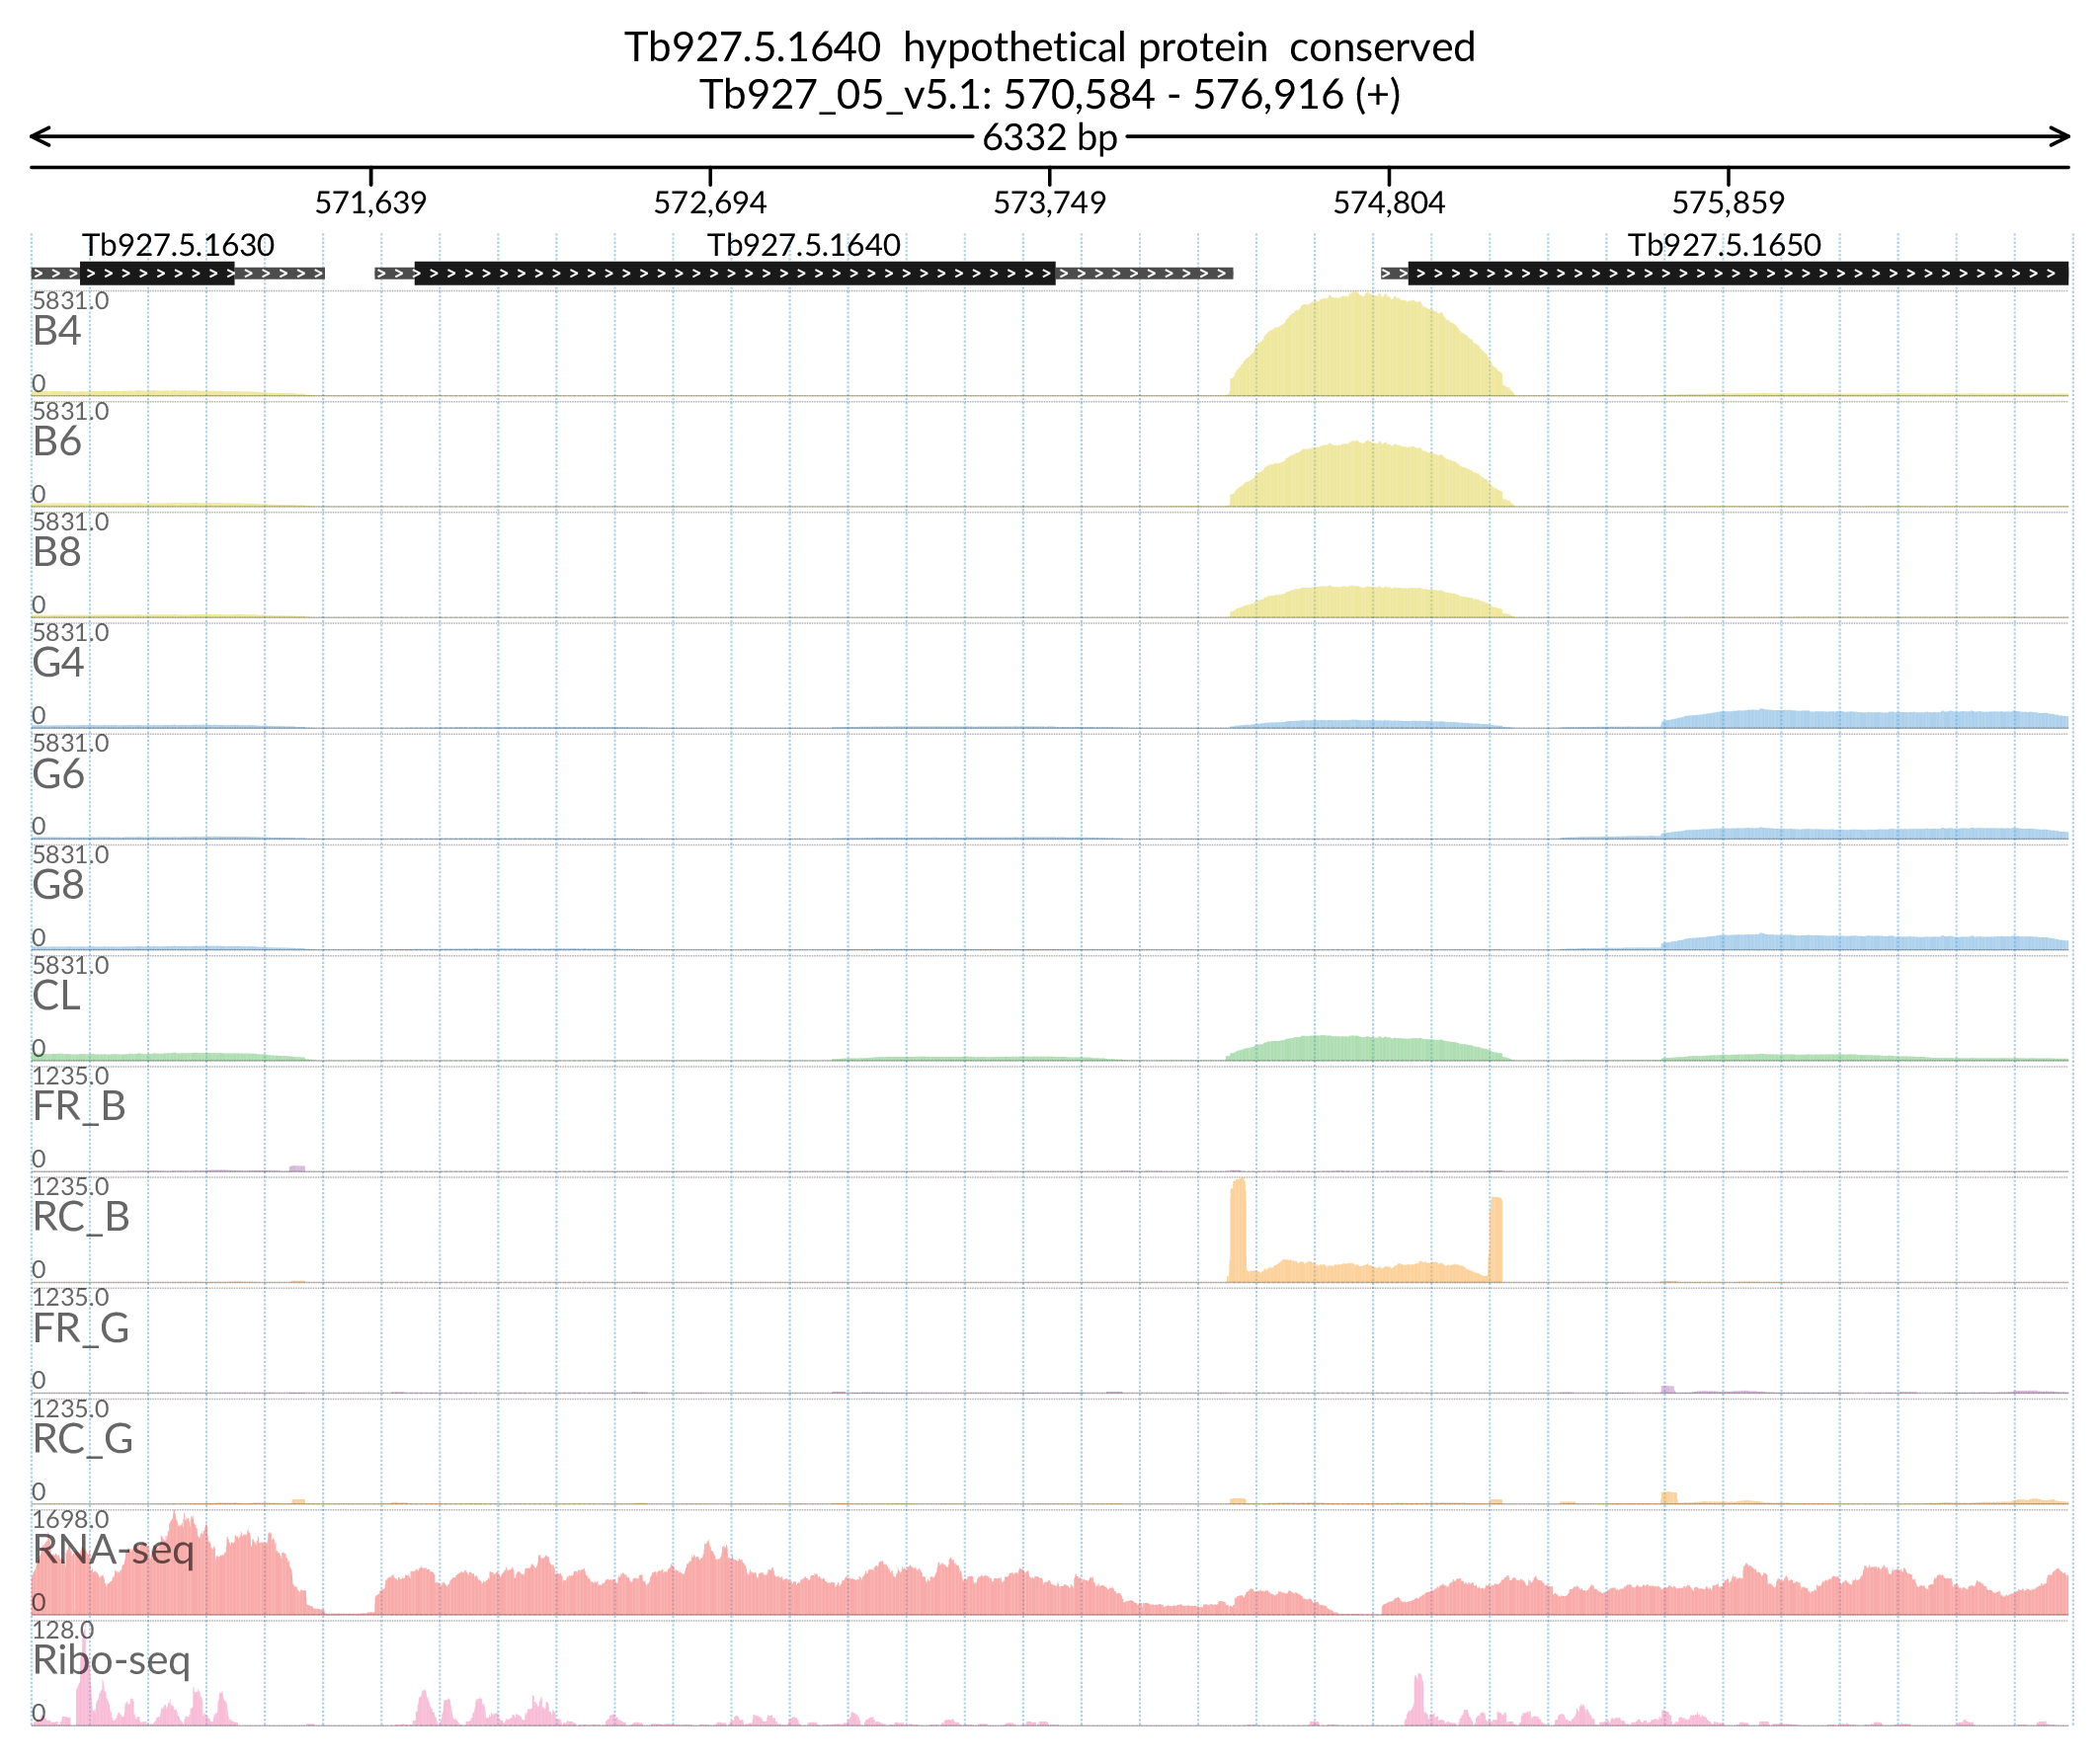 Tb927.5.1640  hypothetical protein  conserved
Tb927_05_v5.1: 570,584 - 576,916 (+)
6332 bp
571,639 572,694 573,749 574,804 575,859
Tb927.5.1630 Tb927.5.1640 Tb927.5.1650
5831.0
B4
0
5831.0
B6
0
5831.0
B8
0
5831.0
G4
0
5831.0
G6
0
5831.0
G8
0
5831.0
CL
0
1235.0
FR_B
0
1235.0
RC_B
0
1235.0
FR_G
0
1235.0
RC_G
0
1698.0
RNA-seq
0
128.0
Ribo-seq
0